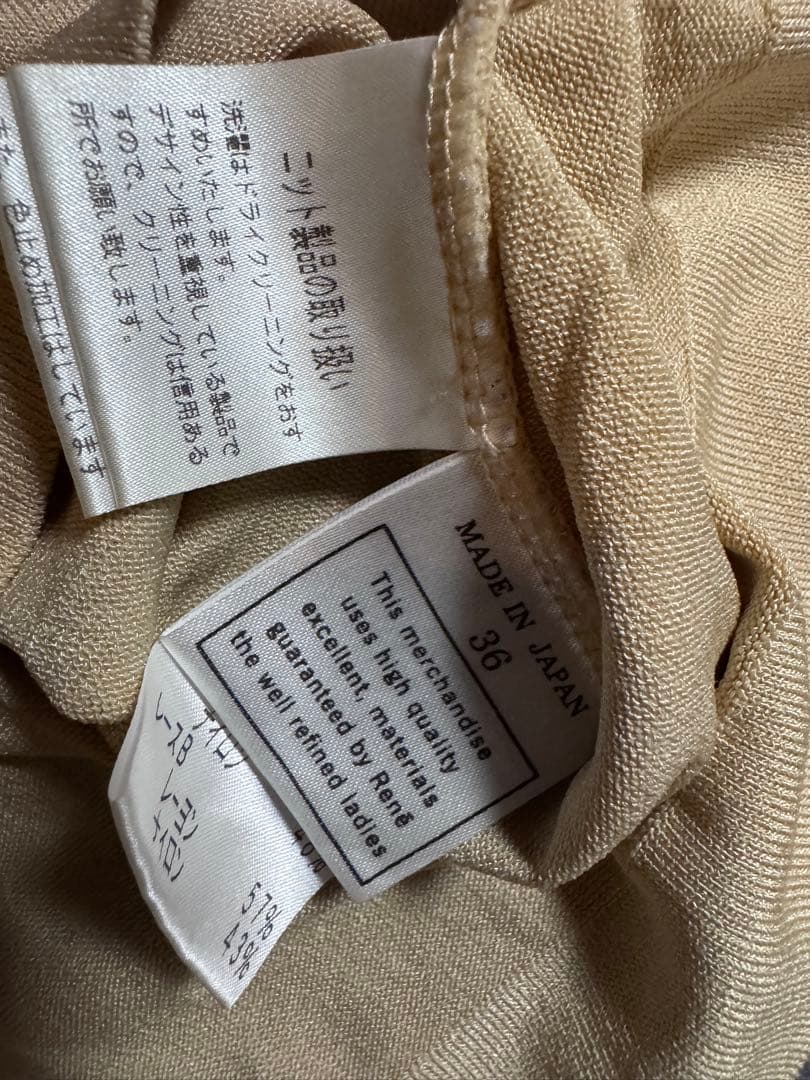 ニット製品の取り扱い
洗濯はドライクリーニングをおす
すめいたします。
デザイン性を重視している製品で
すので、クリーニングは信用ある
所でお願い致します。
色止め加工はしています
MADE IN JAPAN
36
This merchandise
uses high quality
excellent, materials
guaranteed by René
the well refined ladies
レース部 レーヨン 57%
43%